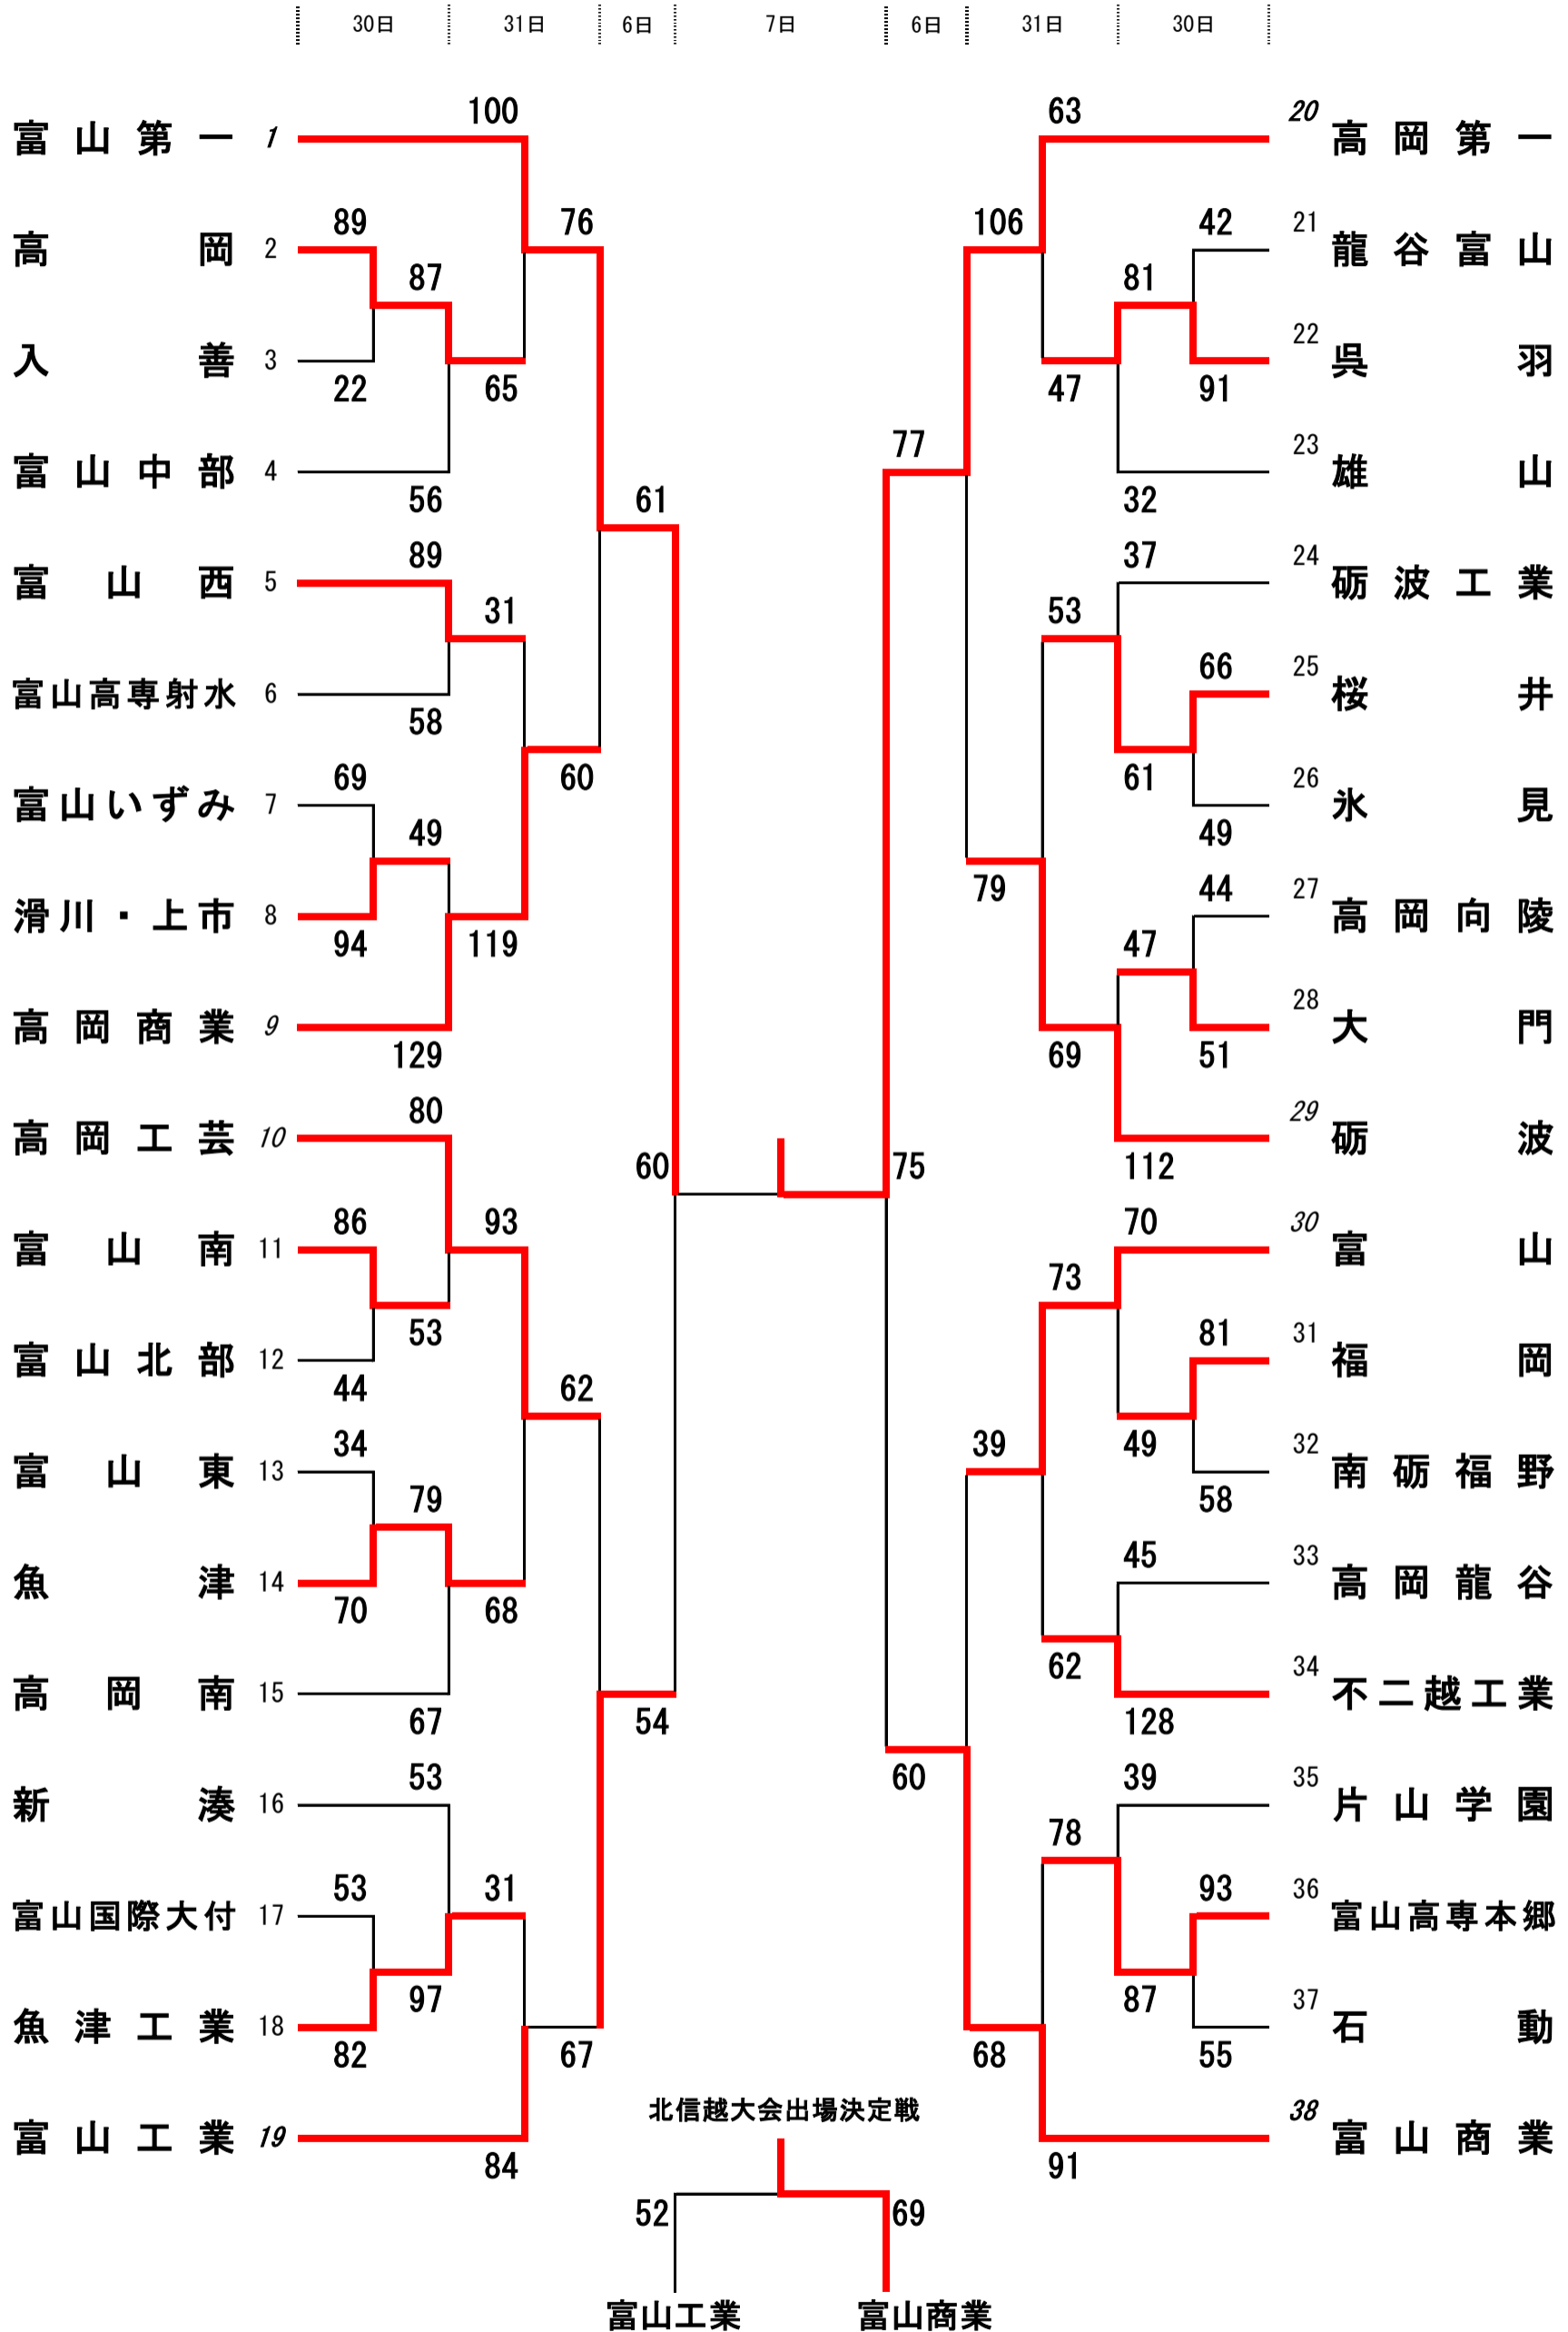 30日 31日 6日 7日 6日 31日 30日
100 63
富山第一 1 20 高岡第一
89 76 106 42
高岡 2 21 龍谷富山
87 81
入善 3 22 呉羽
22 65 47 91
77
富山中部 4 23 雄山
56 61 32
89 37
富山西 5 24 砺波工業
31 53
66
富山高専射水 6 25 桜井
58
69 60 61
富山いずみ 7 26 氷見
49 49
79 44
滑川・上市 8 27 高岡向陵
94 119 47
高岡商業 9 28 大門
129 69 51
80
高岡工芸 10 29 砺波
60 75 112
86 93 70
富山南 11 30 富山
73
53 81
富山北部 12 31 福岡
44 62
34 39 49
富山東 13 32 南砺福野
79 58
45
魚津 14 33 高岡龍谷
70 68
62
高岡南 15 34 不二越工業
67 54 128
53 60 39
新湊 16 35 片山学園
78
53 31 93
富山国際大付 17 36 富山高専本郷
97 87
魚津工業 18 37 石動
82 67 68 55
北信越大会出場決定戦
富山工業 19 38 富山商業
84 91
52 69
富山工業 富山商業